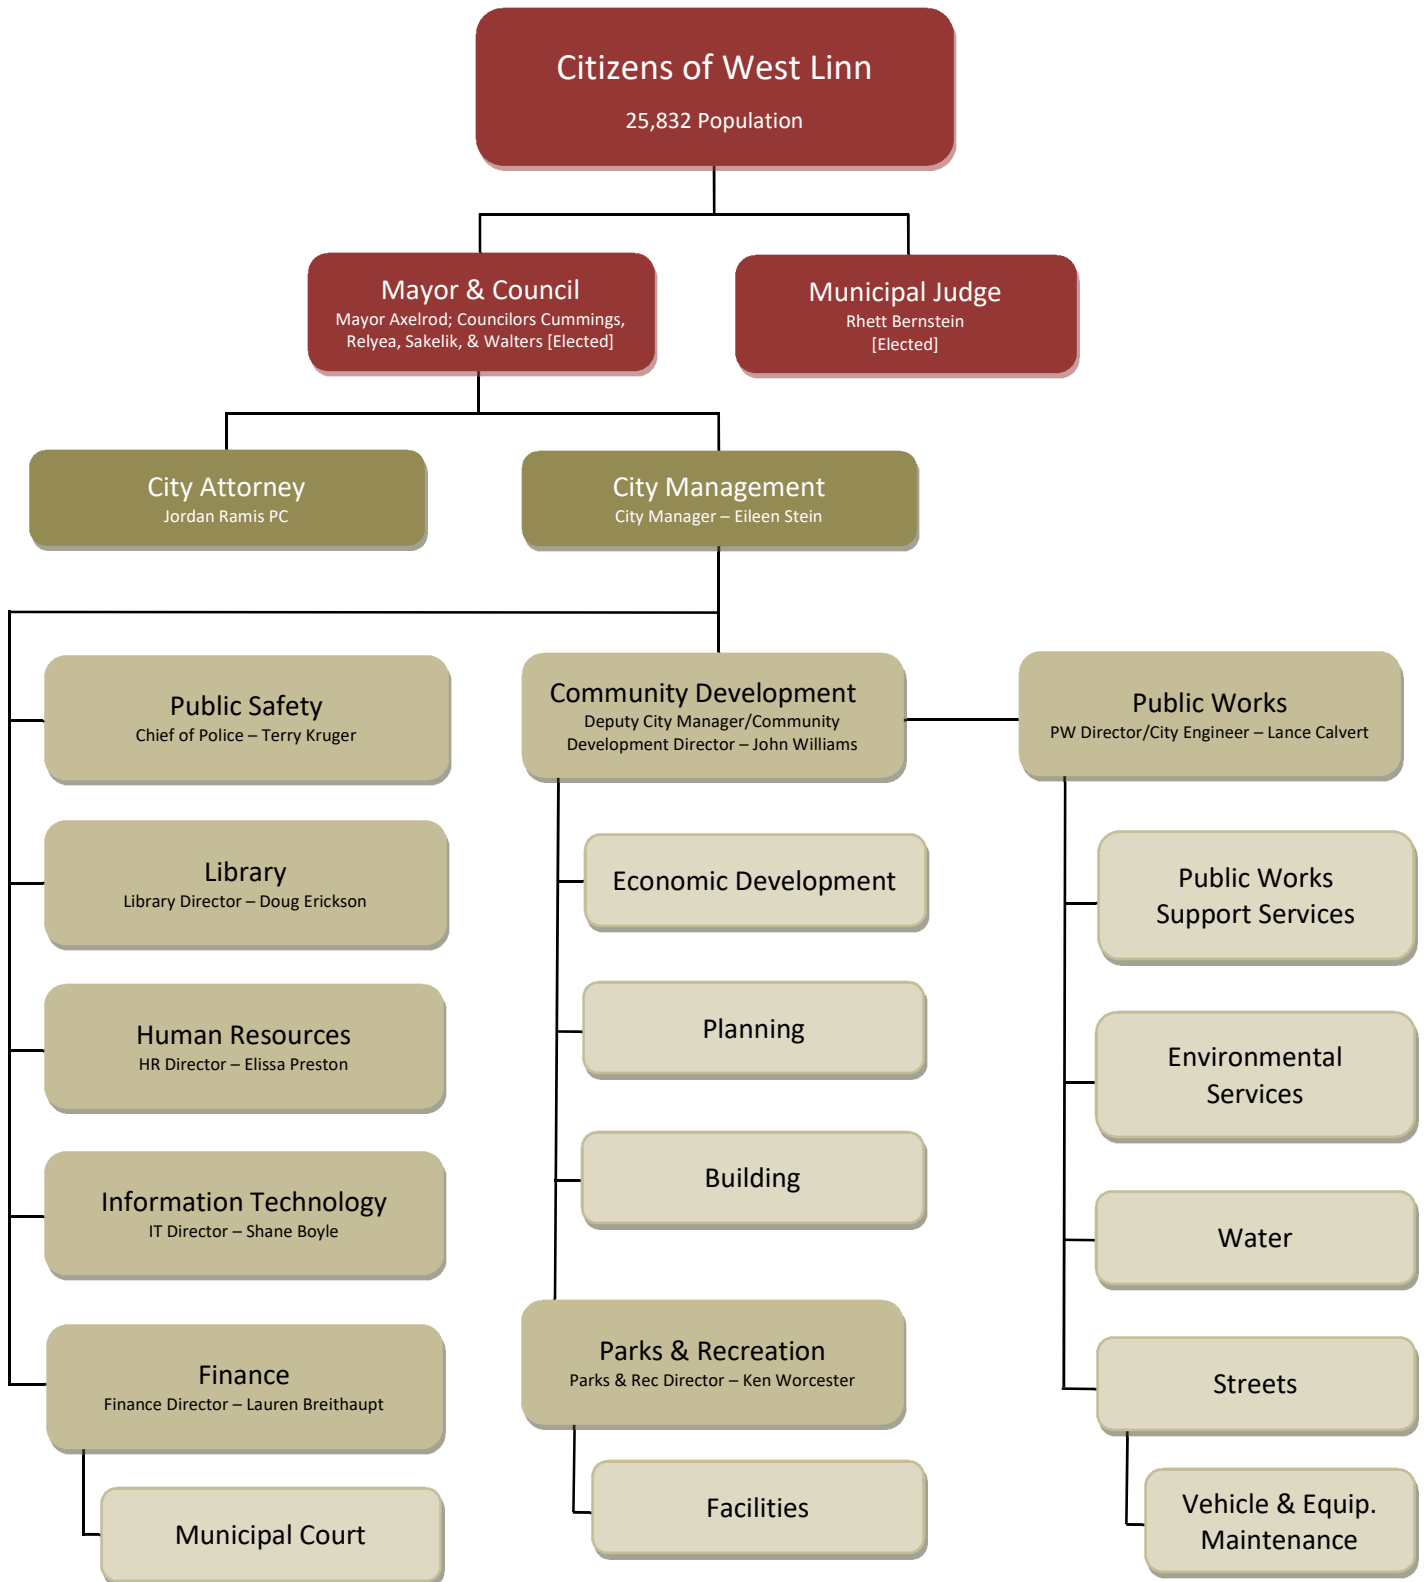 Citizens of West Linn
25,832 Population
Mayor & Council
Mayor Axelrod; Councilors Cummings,
Relyea, Sakelik, & Walters [Elected]
Municipal Judge
Rhett Bernstein
[Elected]
City Attorney
Jordan Ramis PC
City Management
City Manager – Eileen Stein
Public Safety
Chief of Police – Terry Kruger
Community Development
Deputy City Manager/Community
Development Director – John Williams
Public Works
PW Director/City Engineer – Lance Calvert
Library
Library Director – Doug Erickson
Human Resources
HR Director – Elissa Preston
Information Technology
IT Director – Shane Boyle
Finance
Finance Director – Lauren Breithaupt
Municipal Court
Economic Development
Planning
Building
Parks & Recreation
Parks & Rec Director – Ken Worcester
Facilities
Public Works
Support Services
Environmental
Services
Water
Streets
Vehicle & Equip.
Maintenance